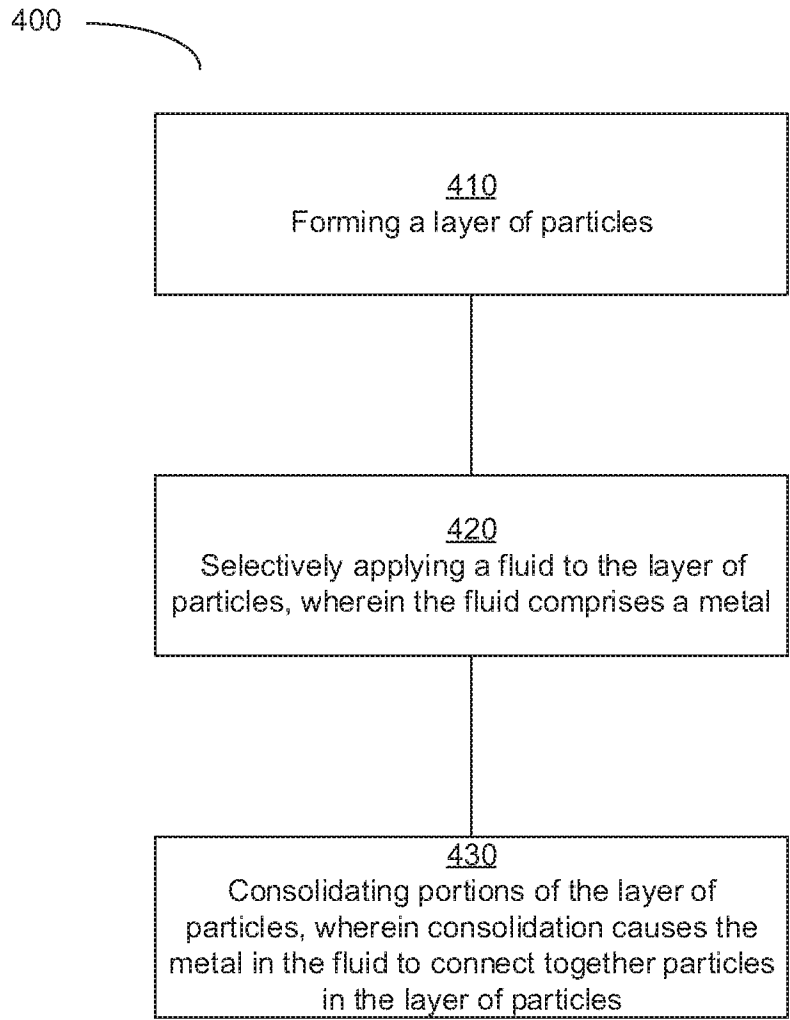 400
410
Forming a layer of particles
420
Selectively applying a fluid to the layer of
particles, wherein the fluid comprises a metal
430
Consolidating portions of the layer of
particles, wherein consolidation causes the
metal in the fluid to connect together particles
in the layer of particles